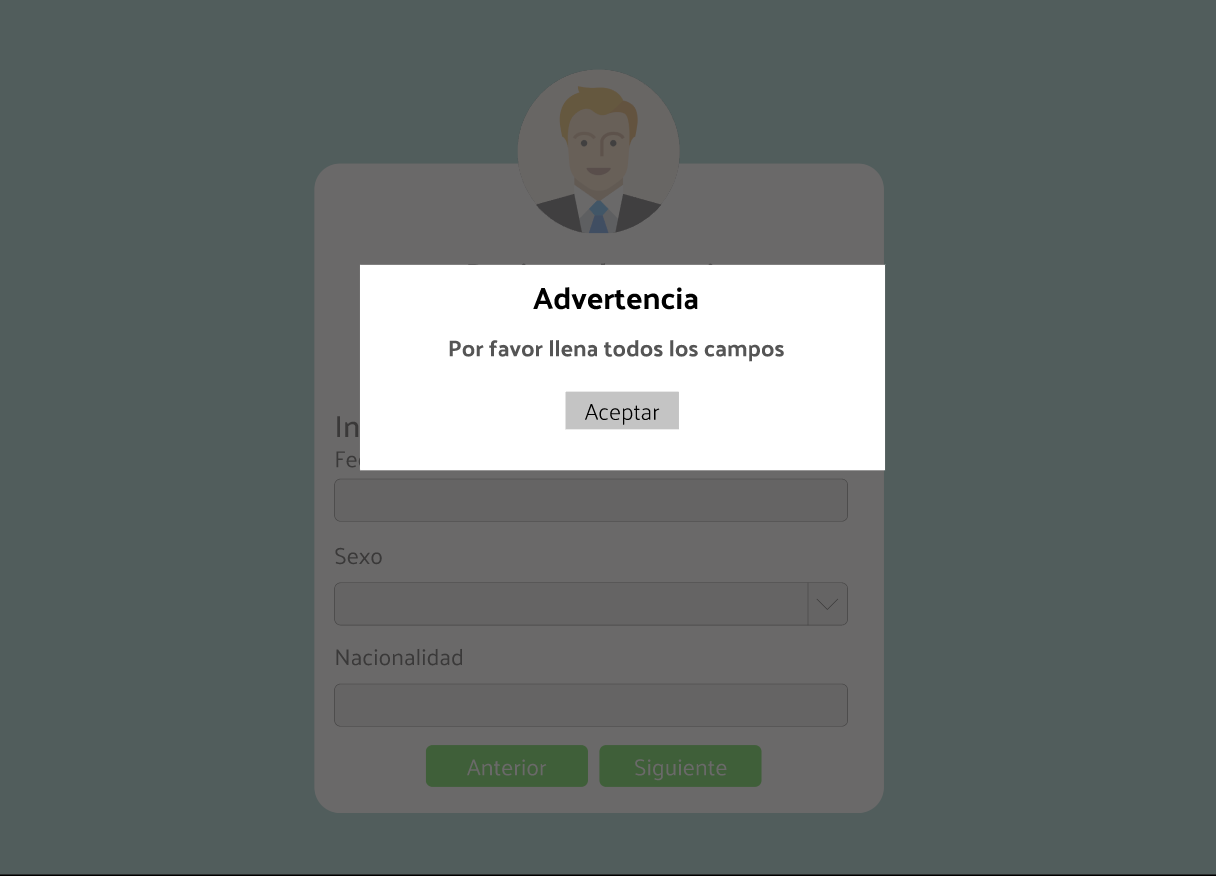 Advertencia
Por favor llena todos los campos
Aceptar
Sexo
Nacionalidad
Anterior Siguiente